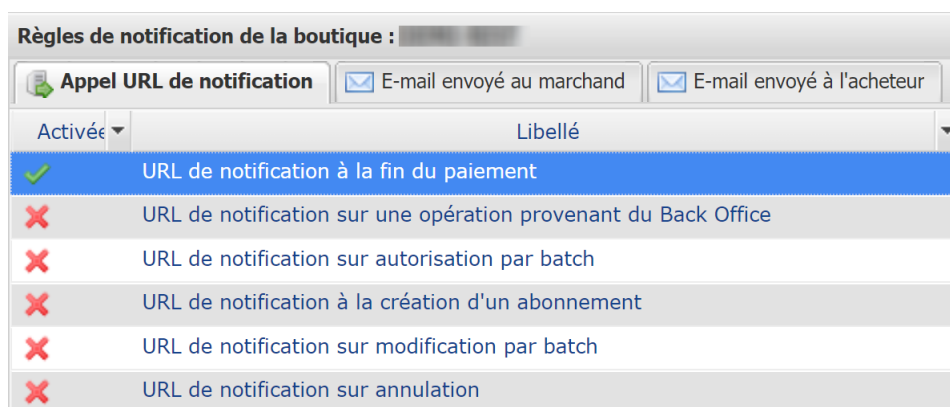 Règles de notification de la boutique :
Appel URL de notification E-mail envoyé au marchand E-mail envoyé à l'acheteur
Activée Libellé
URL de notification à la fin du paiement
URL de notification sur une opération provenant du Back Office
URL de notification sur autorisation par batch
URL de notification à la création d'un abonnement
URL de notification sur modification par batch
URL de notification sur annulation